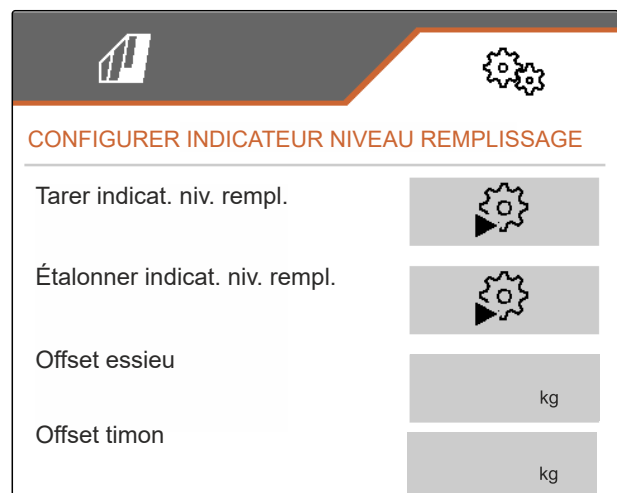 CONFIGURER INDICATEUR NIVEAU REMPLISSAGE
Tarer indicat. niv. rempl.
Étalonner indicat. niv. rempl.
Offset essieu
kg
Offset timon
kg